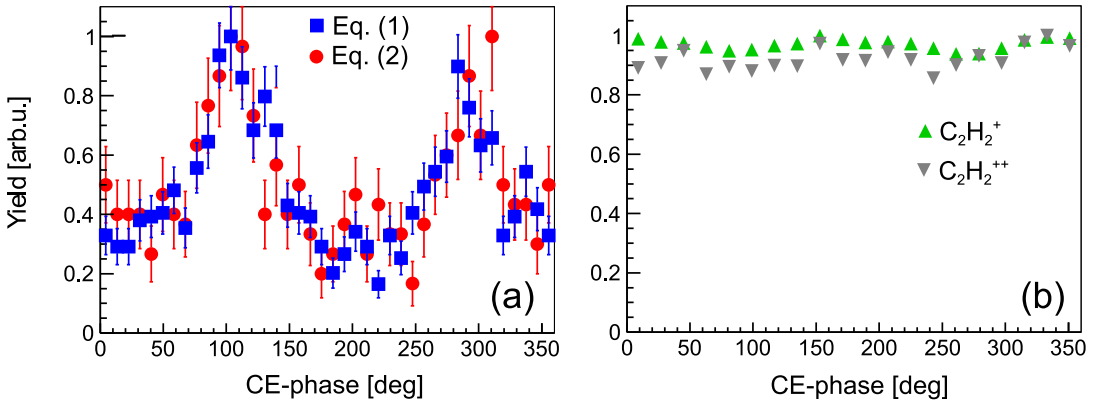 Eq. (1)
Eq. (2)
Yield [arb.u.]
1
0.8
0.6
0.4
0.2
0
0 50 100 150 200 250 300 350
CE-phase [deg]
(a)
1
0.8
0.6
0.4
0.2
0
C₂H₂⁺
C₂H₂⁺⁺
0 50 100 150 200 250 300 350
CE-phase [deg]
(b)